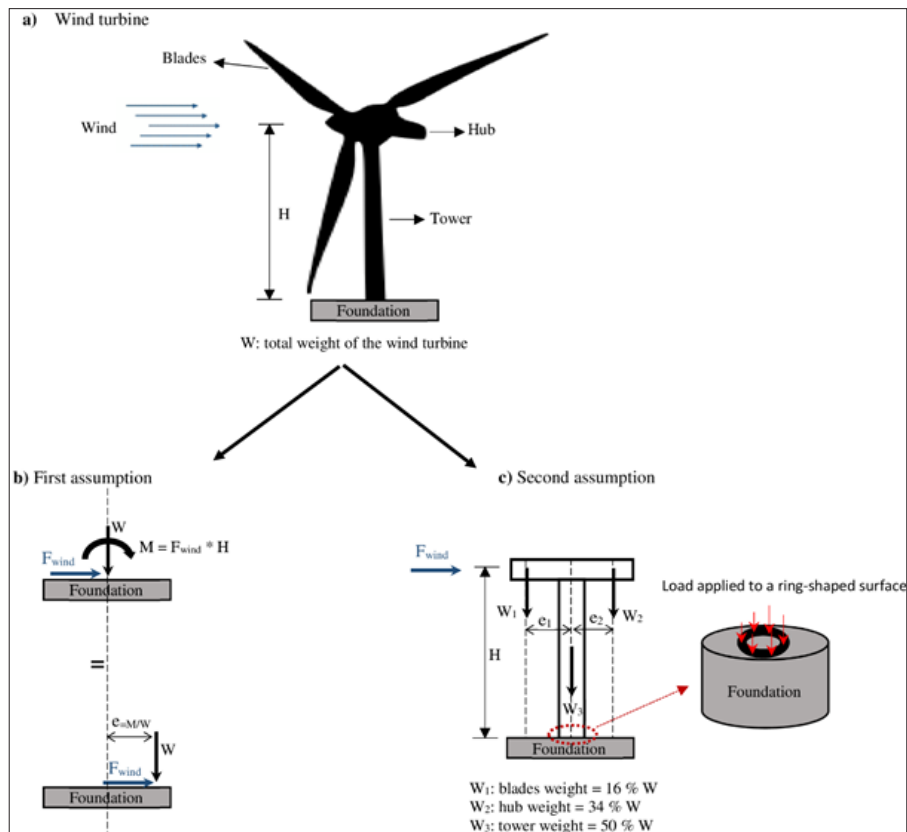 a) Wind turbine
Blades
Wind
Hub
H
Tower
Foundation
W: total weight of the wind turbine
b) First assumption
W
M = Fwind * H
Fwind
Foundation
=
e=M/W
W
Fwind
Foundation
c) Second assumption
Fwind
Load applied to a ring-shaped surface
W1
e1
e2
W2
H
W3
Foundation
Foundation
W1: blades weight = 16 % W
W2: hub weight = 34 % W
W3: tower weight = 50 % W